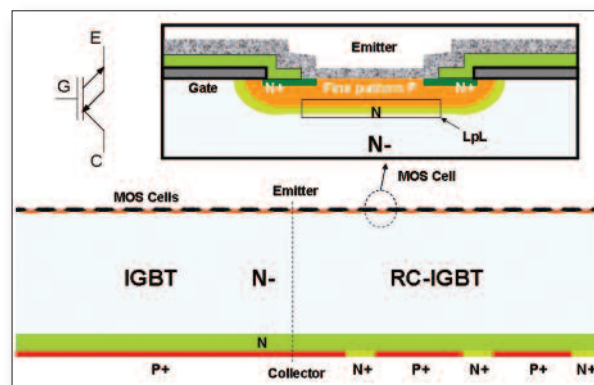 E
G
C
Emitter
Gate
N+
Fine pattern P
N+
N
LpL
N-
MOS Cell
MOS Cells
Emitter
IGBT
N-
RC-IGBT
N
P+
Collector
N+
P+
N+
P+
N+